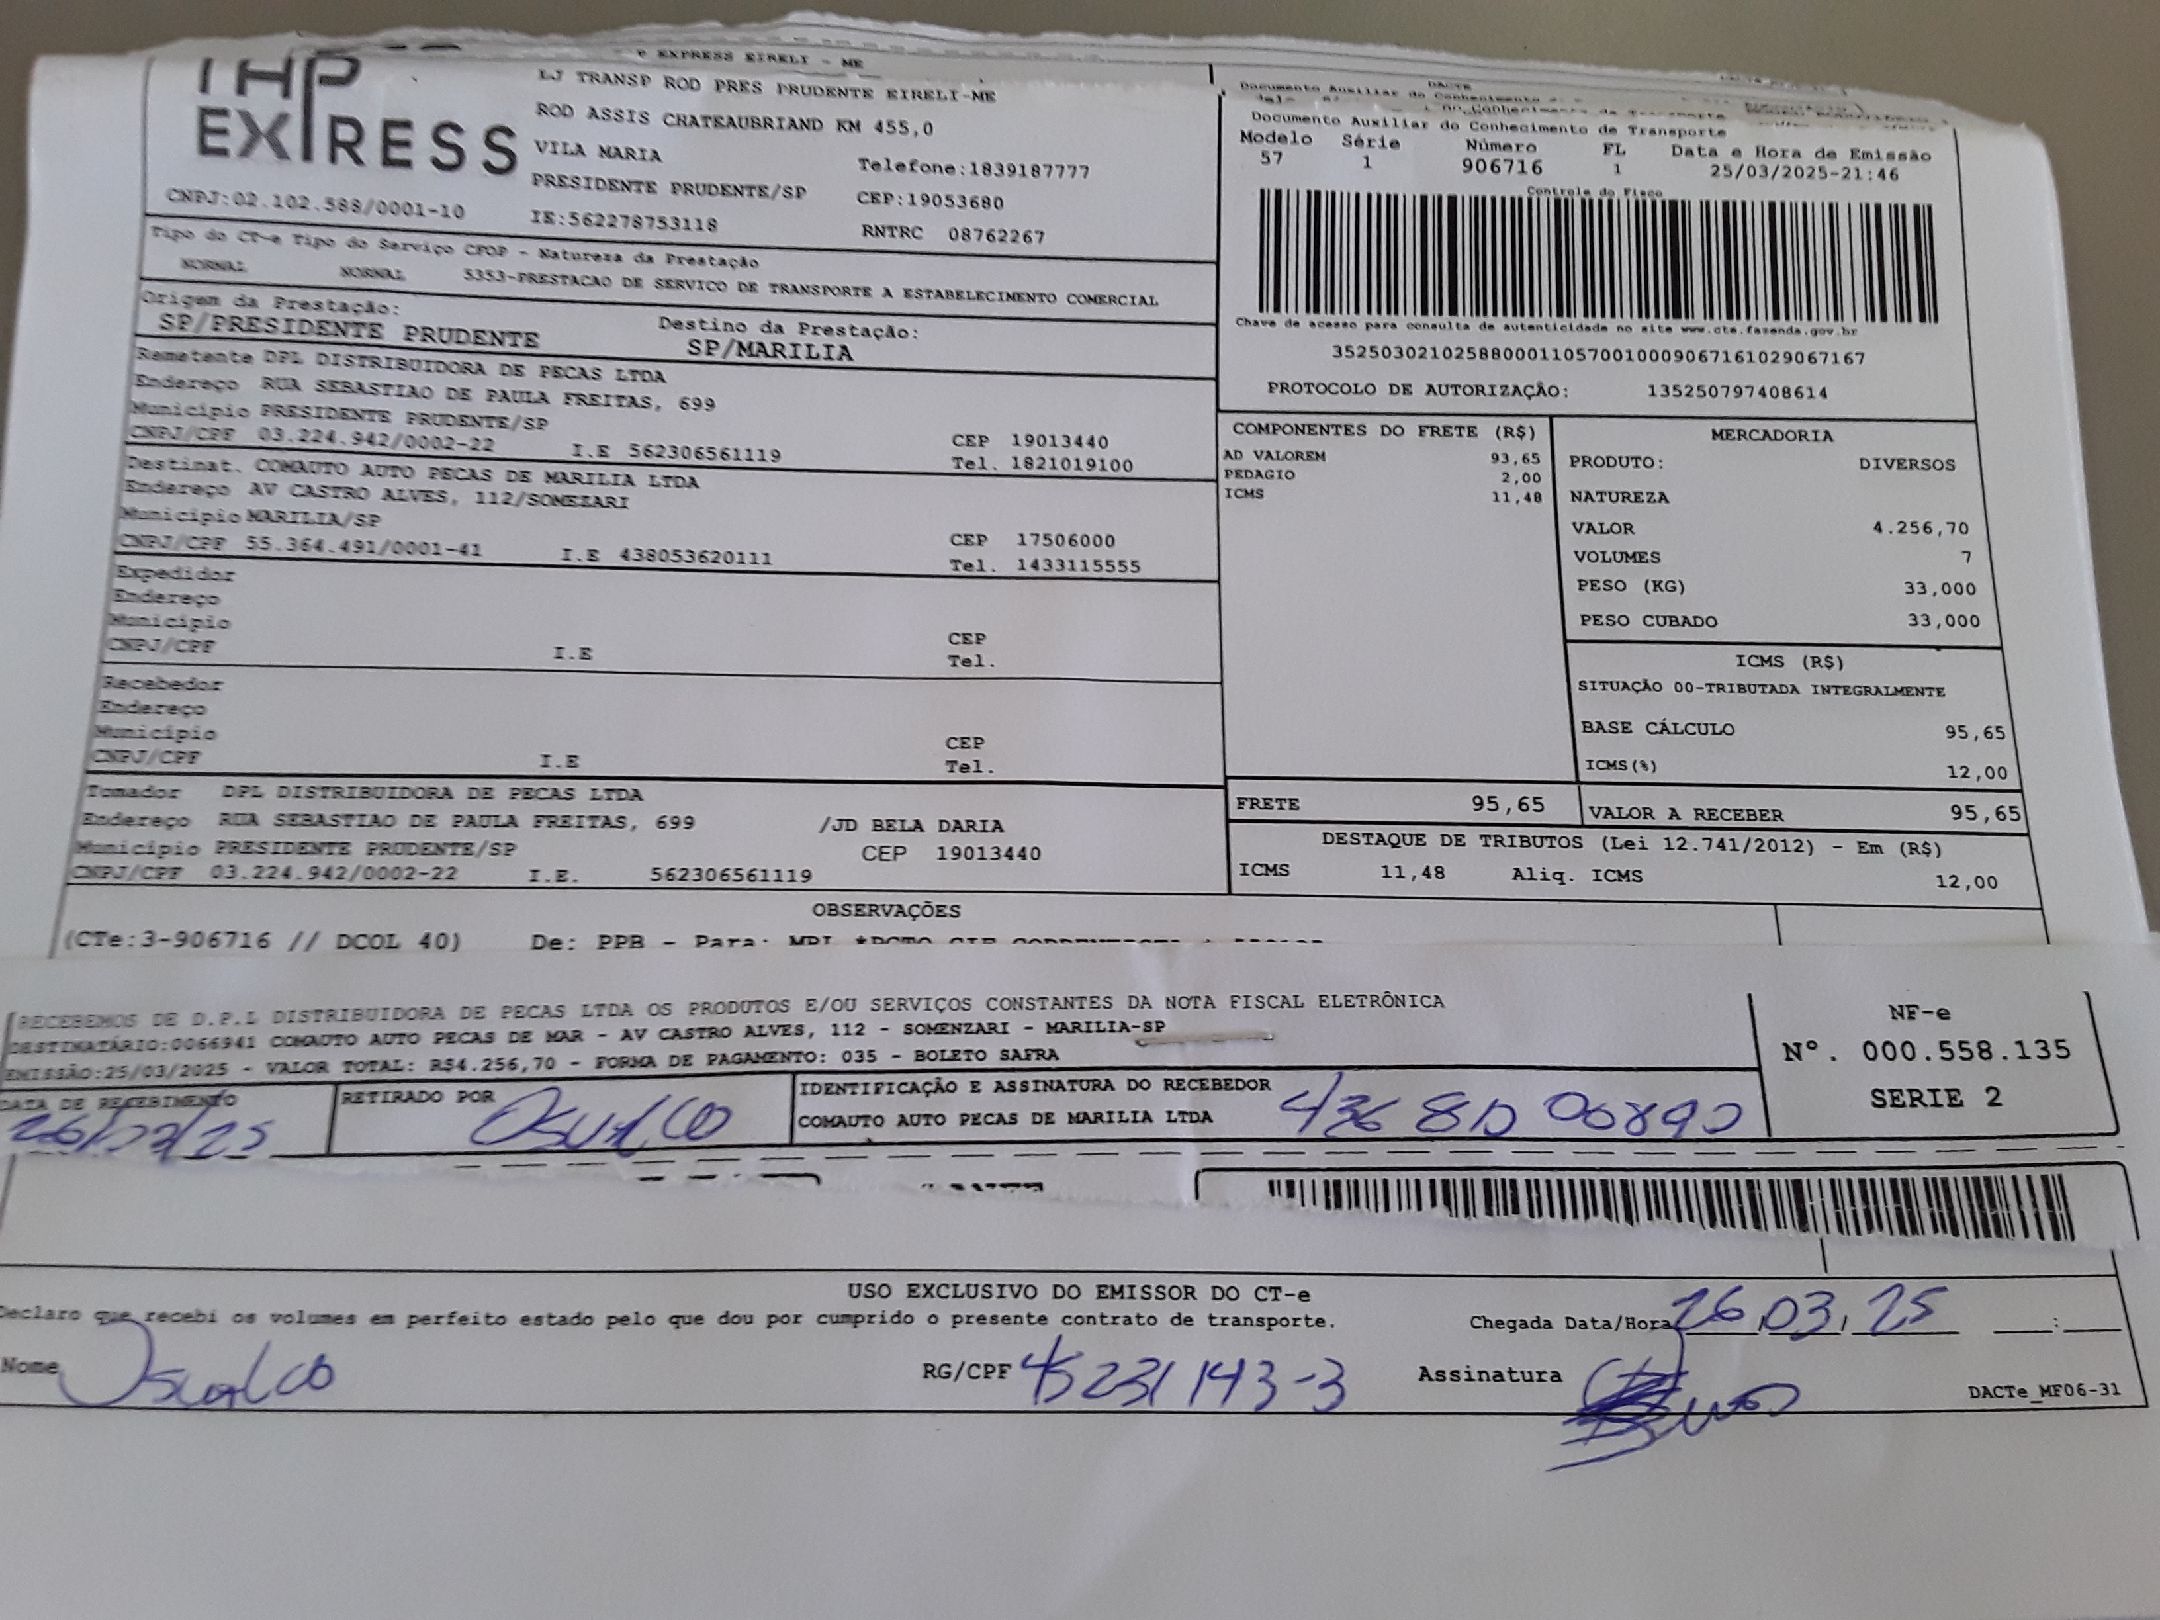 THP
EXPRESS
CNPJ:02.102.588/0001-10
EXPRESS EIRELI - ME
LJ TRANSP ROD PRES PRUDENTE EIRELI-ME
ROD ASSIS CHATEAUBRIAND KM 455,0
VILA MARIA
Telefone:1839187777
PRESIDENTE PRUDENTE/SP
CEP:19053680
IE:562278753118
RNTRC 08762267
DACTE
Documento Auxiliar do Conhecimento
Documento Auxiliar do Conhecimento de Transporte
Modelo Série Número FL Data e Hora de Emissão
57 1 906716 1 25/03/2025-21:46
Controle do Fisco
Chave de acesso para consulta de autenticidade no site www.cte.fazenda.gov.br
35250302102588000110570010009067161029067167
PROTOCOLO DE AUTORIZAÇÃO: 135250797408614
Tipo do CT-e Tipo do Serviço CFOP - Natureza da Prestação
NORMAL NORMAL 5353-PRESTACAO DE SERVICO DE TRANSPORTE A ESTABELECIMENTO COMERCIAL
Origem da Prestação: Destino da Prestação:
SP/PRESIDENTE PRUDENTE SP/MARILIA
Remetente DPL DISTRIBUIDORA DE PECAS LTDA
Endereço RUA SEBASTIAO DE PAULA FREITAS, 699
Município PRESIDENTE PRUDENTE/SP CEP 19013440
CNPJ/CPF 03.224.942/0002-22 I.E 562306561119 Tel. 1821019100
Destinat. COMAUTO AUTO PECAS DE MARILIA LTDA
Endereço AV CASTRO ALVES, 112/SOMEZARI
Município MARILIA/SP CEP 17506000
CNPJ/CPF 55.364.491/0001-41 I.E 438053620111 Tel. 1433115555
Expedidor
Endereço
Município CEP
CNPJ/CPF I.E Tel.
Recebedor
Endereço
Município CEP
CNPJ/CPF I.E Tel.
Tomador DPL DISTRIBUIDORA DE PECAS LTDA
Endereço RUA SEBASTIAO DE PAULA FREITAS, 699 /JD BELA DARIA
Município PRESIDENTE PRUDENTE/SP CEP 19013440
CNPJ/CPF 03.224.942/0002-22 I.E. 562306561119
COMPONENTES DO FRETE (R$)
AD VALOREM 93,65
PEDAGIO 2,00
ICMS 11,48
MERCADORIA
PRODUTO: DIVERSOS
NATUREZA
VALOR 4.256,70
VOLUMES 7
PESO (KG) 33,000
PESO CUBADO 33,000
ICMS (R$)
SITUAÇÃO 00-TRIBUTADA INTEGRALMENTE
BASE CÁLCULO 95,65
ICMS(%) 12,00
FRETE 95,65 VALOR A RECEBER 95,65
DESTAQUE DE TRIBUTOS (Lei 12.741/2012) - Em (R$)
ICMS 11,48 Aliq. ICMS 12,00
OBSERVAÇÕES
(CTe:3-906716 // DCOL 40) De: PPB - Para: MRL
RECEBEMOS DE D.P.L DISTRIBUIDORA DE PECAS LTDA OS PRODUTOS E/OU SERVIÇOS CONSTANTES DA NOTA FISCAL ELETRÔNICA
DESTINATÁRIO:0066941 COMAUTO AUTO PECAS DE MAR - AV CASTRO ALVES, 112 - SOMENZARI - MARILIA-SP
EMISSÃO:25/03/2025 - VALOR TOTAL: R$4.256,70 - FORMA DE PAGAMENTO: 035 - BOLETO SAFRA
NF-e
Nº. 000.558.135
SERIE 2
DATA DE RECEBIMENTO RETIRADO POR IDENTIFICAÇÃO E ASSINATURA DO RECEBEDOR
26/03/25 Osvaldo COMAUTO AUTO PECAS DE MARILIA LTDA
USO EXCLUSIVO DO EMISSOR DO CT-e
Declaro que recebi os volumes em perfeito estado pelo que dou por cumprido o presente contrato de transporte. Chegada Data/Hora 26,03,25 :
Nome Osvaldo RG/CPF 45231143-3 Assinatura
DACTe_MF06-31